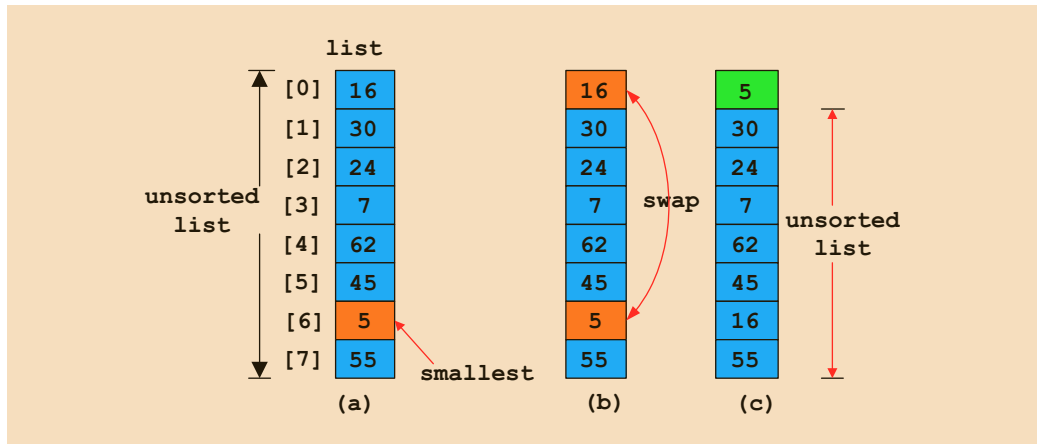 list
[0] 16 16 5
[1] 30 30 30
[2] 24 24 24
[3] 7 7 7
unsorted
list
swap
unsorted
list
[4] 62 62 62
[5] 45 45 45
[6] 5 5 16
[7] 55 55 55
smallest
(a) (b) (c)